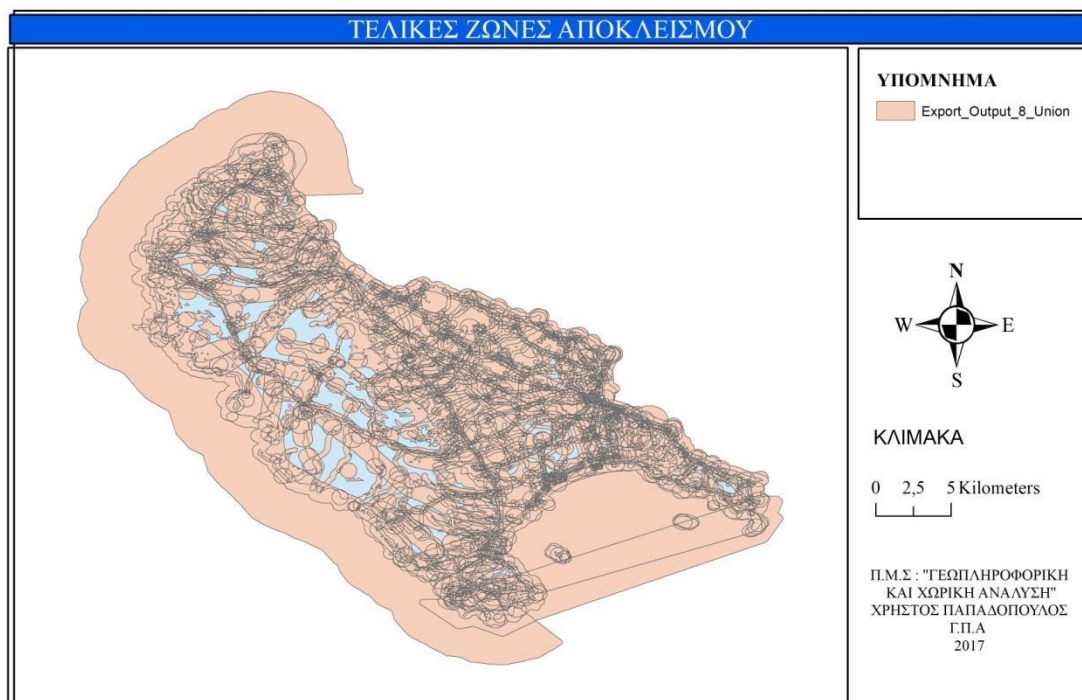 ΤΕΛΙΚΕΣ ΖΩΝΕΣ ΑΠΟΚΛΕΙΣΜΟΥ
ΥΠΟΜΝΗΜΑ
Export_Output_8_Union
N
W E
S
ΚΛΙΜΑΚΑ
0 2,5 5 Kilometers
Π.Μ.Σ : "ΓΕΩΠΛΗΡΟΦΟΡΙΚΗ
ΚΑΙ ΧΩΡΙΚΗ ΑΝΑΛΥΣΗ"
ΧΡΗΣΤΟΣ ΠΑΠΑΔΟΠΟΥΛΟΣ
Γ.Π.Α
2017